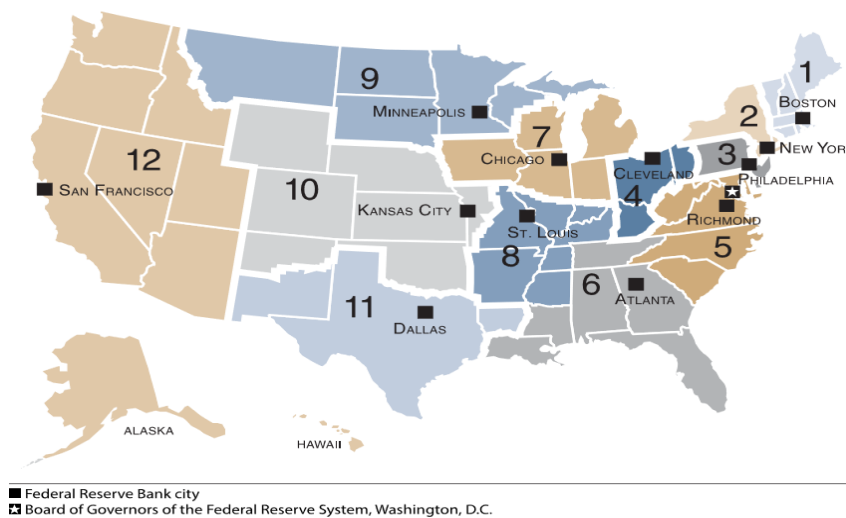 1
BOSTON
2
NEW YOR
3
PHILADELPHIA
CLEVELAND
4
RICHMOND
5
9
MINNEAPOLIS
7
CHICAGO
12
SAN FRANCISCO
10
KANSAS CITY
ST. LOUIS
8
6
ATLANTA
11
DALLAS
ALASKA
HAWAII
Federal Reserve Bank city
Board of Governors of the Federal Reserve System, Washington, D.C.